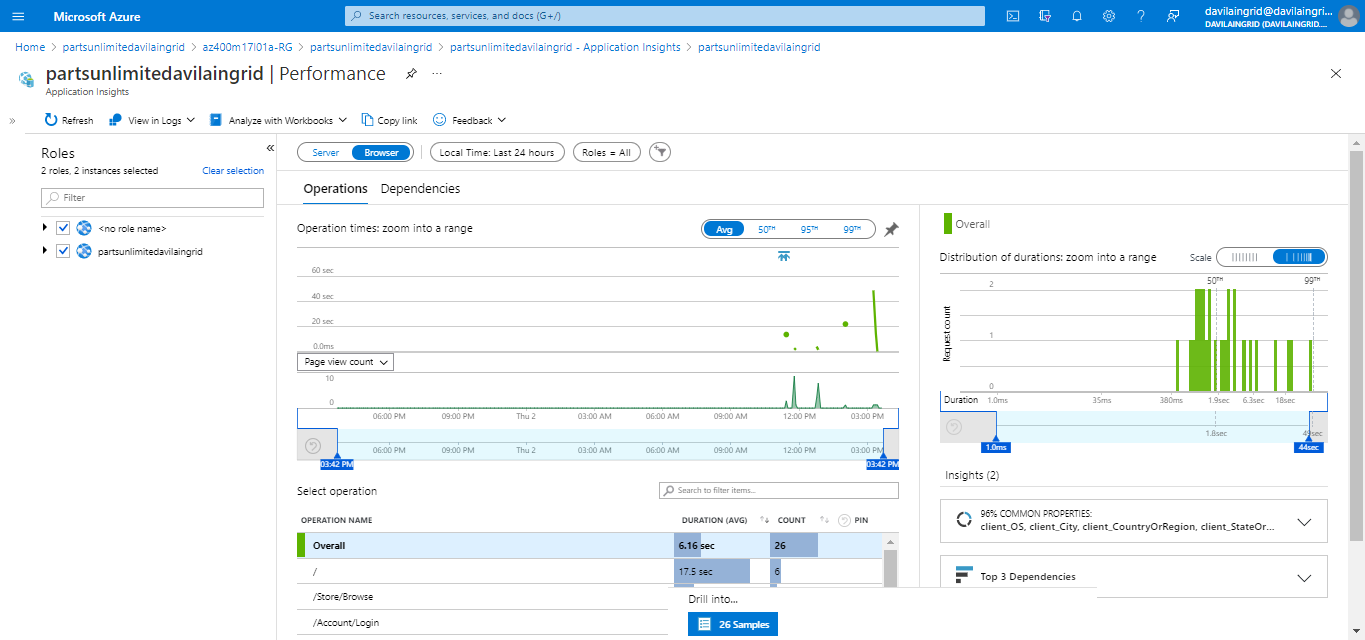 Microsoft Azure
Search resources, services, and docs (G+/)
davilaingrid@davilaingri...
DAVILAINGRID (DAVILAINGRID....
Home > partsunlimitedavilaingrid > az400m17l01a-RG > partsunlimitedavilaingrid > partsunlimitedavilaingrid - Application Insights > partsunlimitedavilaingrid
partsunlimitedavilaingrid | Performance
Application Insights
Refresh View in Logs Analyze with Workbooks Copy link Feedback
Roles
2 roles, 2 instances selected Clear selection
Filter
<no role name>
partsunlimitedavilaingrid
Server Browser Local Time: Last 24 hours Roles = All
Operations Dependencies
Operation times: zoom into a range Avg 50TH 95TH 99TH
60 sec
40 sec
20 sec
0.0ms
Page view count
10
0
06:00 PM 09:00 PM Thu 2 03:00 AM 06:00 AM 09:00 AM 12:00 PM 03:00 PM
06:00 PM 09:00 PM Thu 2 03:00 AM 06:00 AM 09:00 AM 12:00 PM 03:00 PM
03:42 PM 03:42 PM
Select operation Search to filter items...
OPERATION NAME DURATION (AVG) COUNT PIN
Overall 6.16 sec 26
/ 17.5 sec 6
/Store/Browse
/Account/Login
Drill into...
26 Samples
Overall
Distribution of durations: zoom into a range Scale
50TH 99TH
2
1
0
Request count
Duration 1.0ms 35ms 380ms 1.9sec 6.3sec 18sec
1.8sec 49sec
1.0ms 44sec
Insights (2)
96% COMMON PROPERTIES:
client_OS, client_City, client_CountryOrRegion, client_StateOr...
Top 3 Dependencies